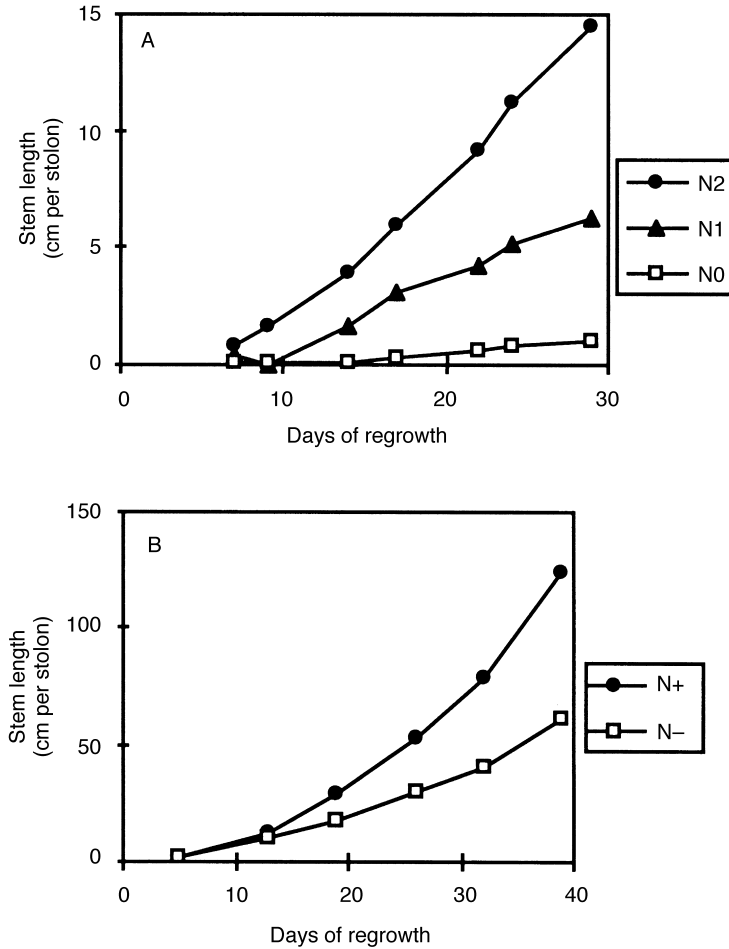 15
A
10
5
0
Stem length
(cm per stolon)
0 10 20 30
Days of regrowth
N2
N1
N0
150
B
100
50
0
Stem length
(cm per stolon)
0 10 20 30 40
Days of regrowth
N+
N–